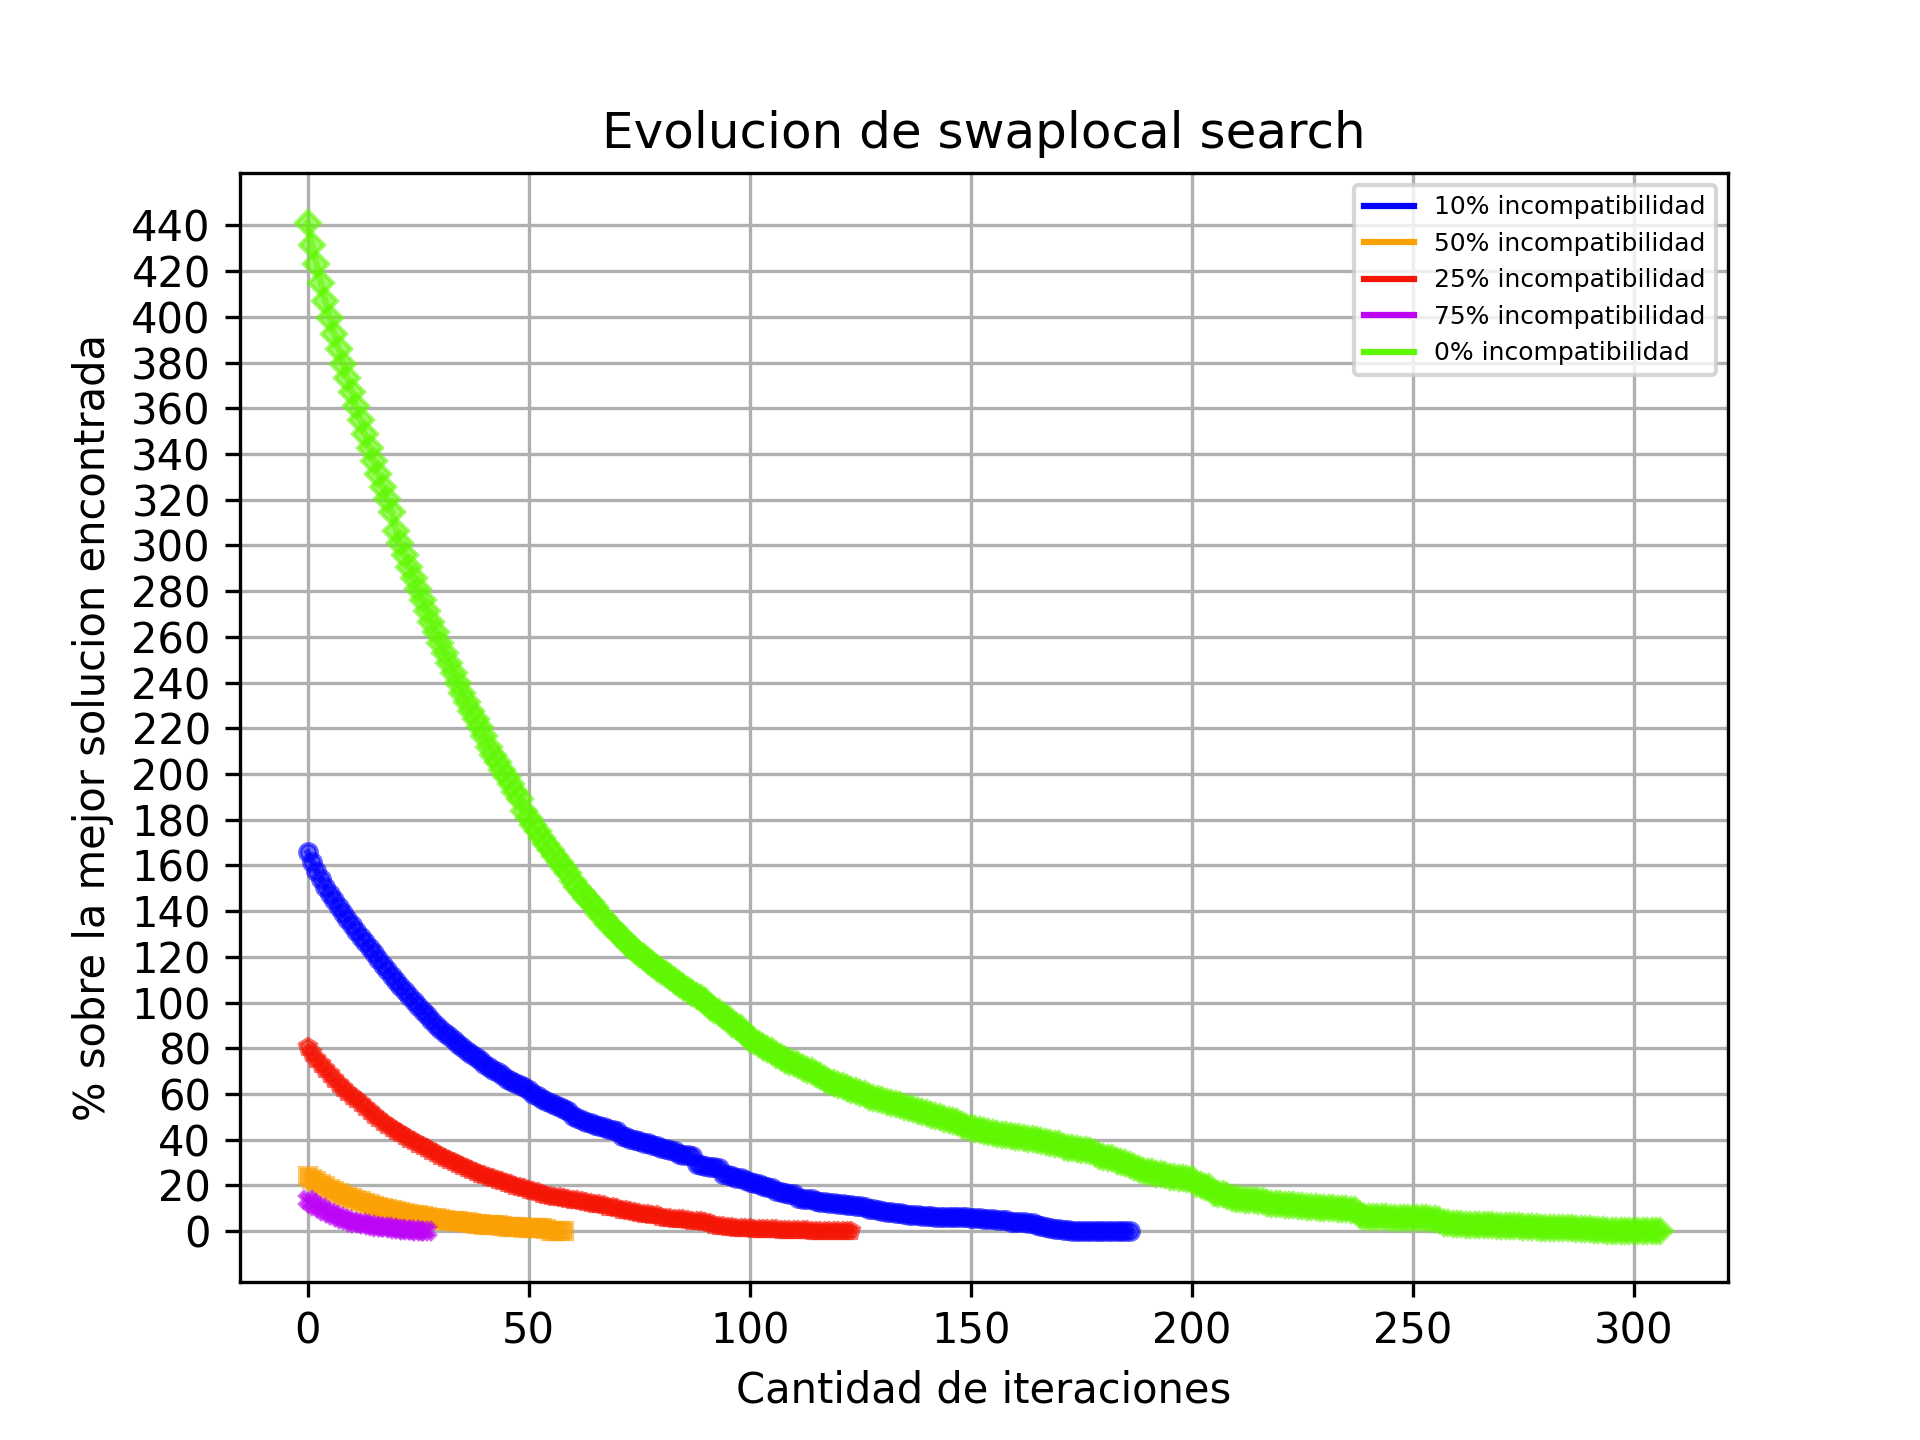 Evolucion de swaplocal search
10% incompatibilidad
50% incompatibilidad
25% incompatibilidad
75% incompatibilidad
0% incompatibilidad
% sobre la mejor solucion encontrada
440
420
400
380
360
340
320
300
280
260
240
220
200
180
160
140
120
100
80
60
40
20
0
0 50 100 150 200 250 300
Cantidad de iteraciones